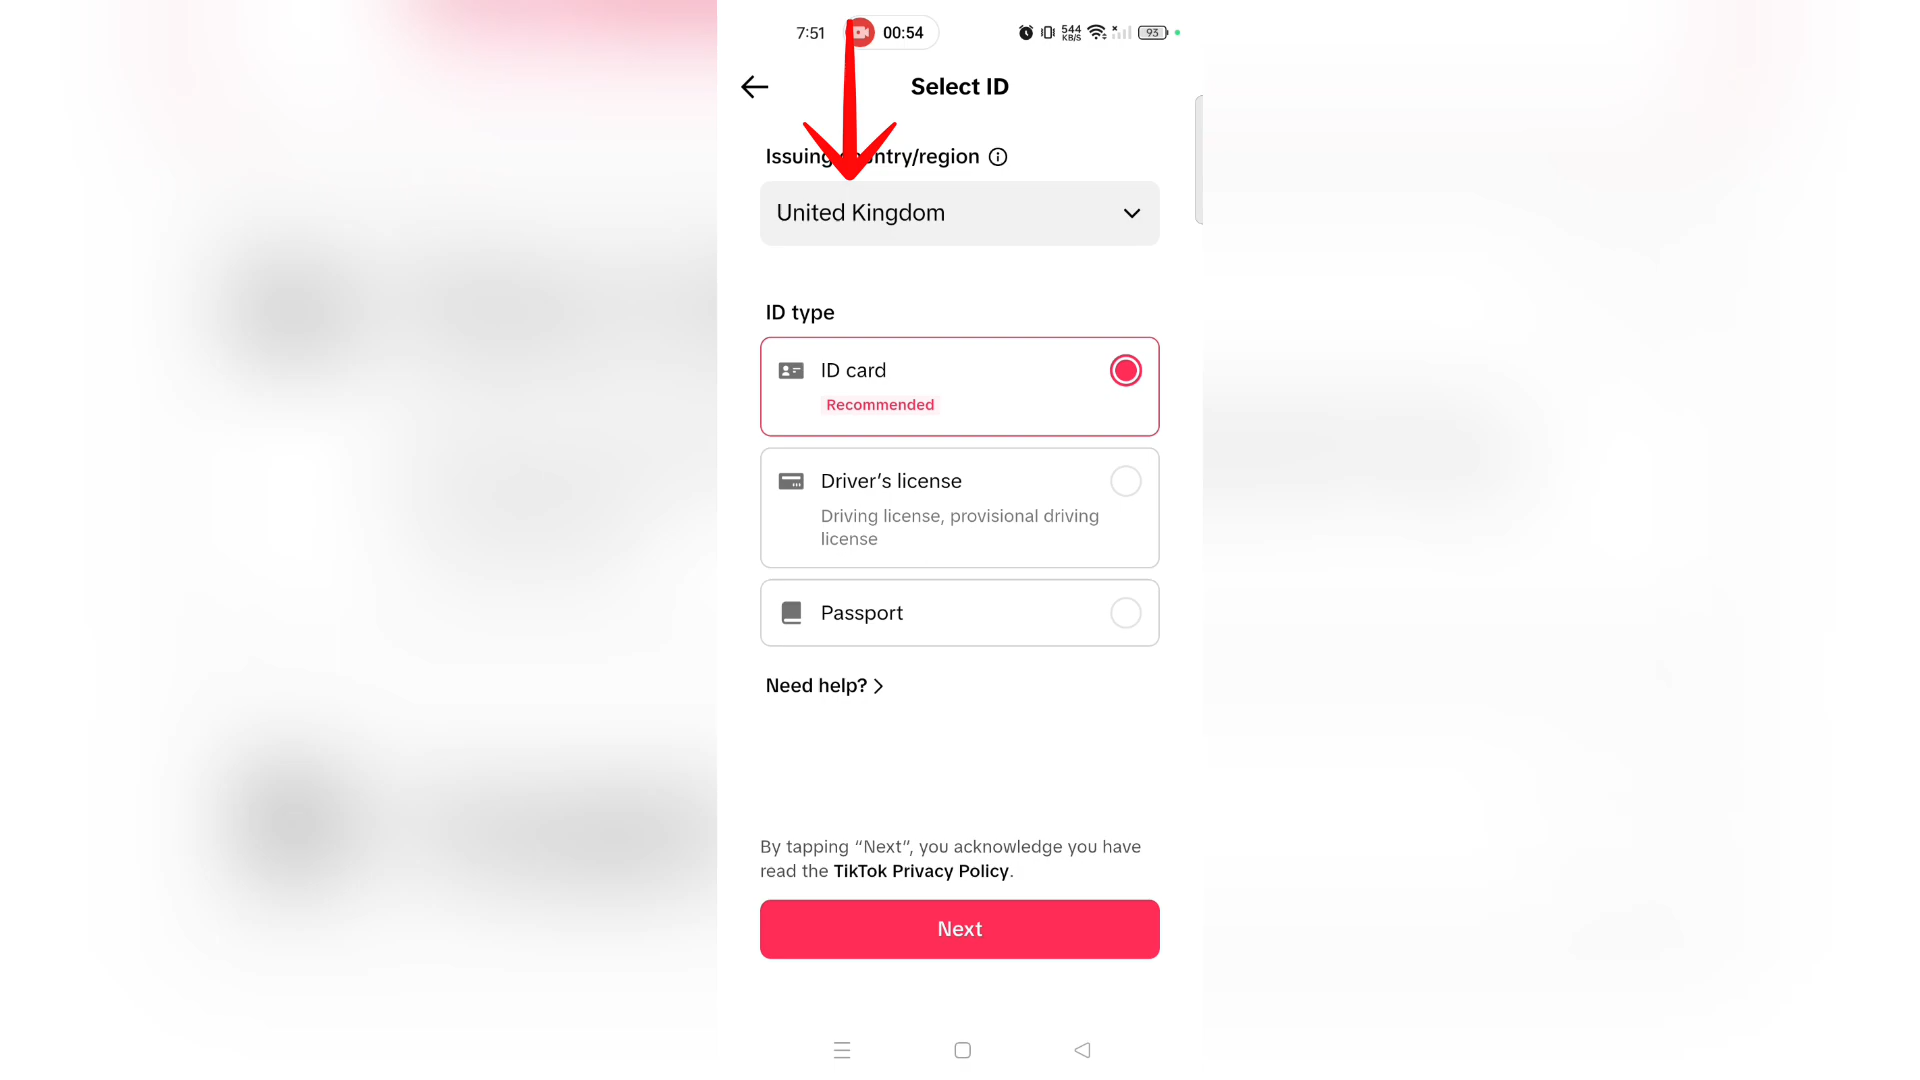 7:51 00:54 544 KB/S 93
Select ID
Issuing country/region
United Kingdom
ID type
ID card
Recommended
Driver's license
Driving license, provisional driving
license
Passport
Need help?
By tapping “Next”, you acknowledge you have
read the TikTok Privacy Policy.
Next